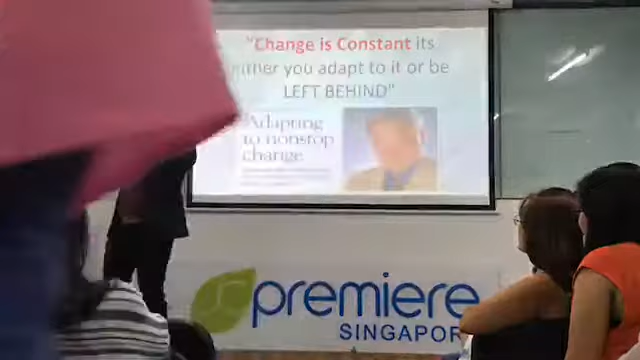 "Change is Constant its
either you adapt to it or be
LEFT BEHIND"
Adapting
to nonstop
change
premiere
SINGAPOR